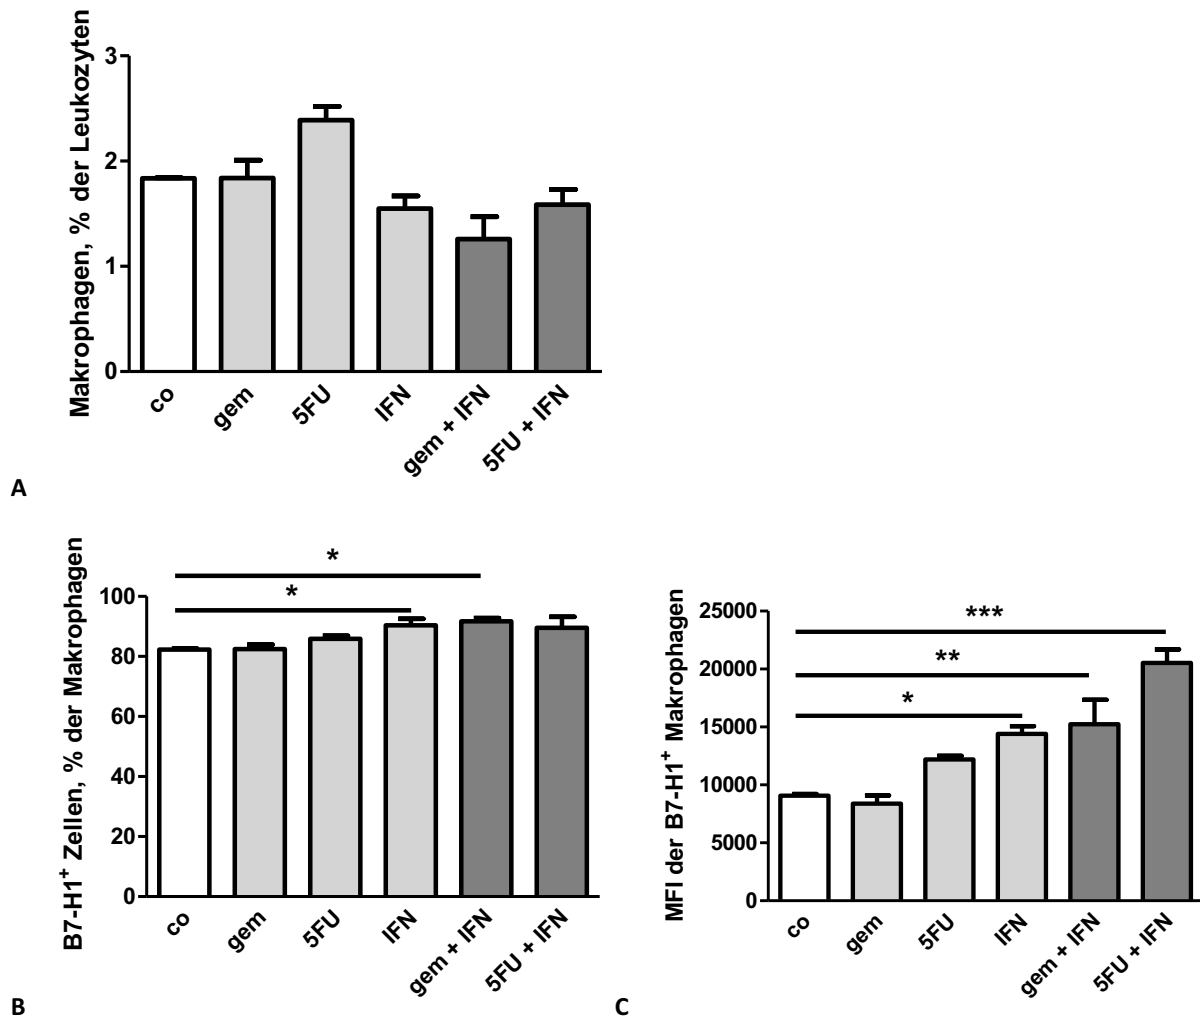 Makrophagen, % der Leukozyten
3
2
1
0
co
gem
5FU
IFN
gem + IFN
5FU + IFN
A
B7-H1⁺ Zellen, % der Makrophagen
100
80
60
40
20
0
*
*
co
gem
5FU
IFN
gem + IFN
5FU + IFN
B
MFI der B7-H1⁺ Makrophagen
25000
20000
15000
10000
5000
0
***
**
*
co
gem
5FU
IFN
gem + IFN
5FU + IFN
C